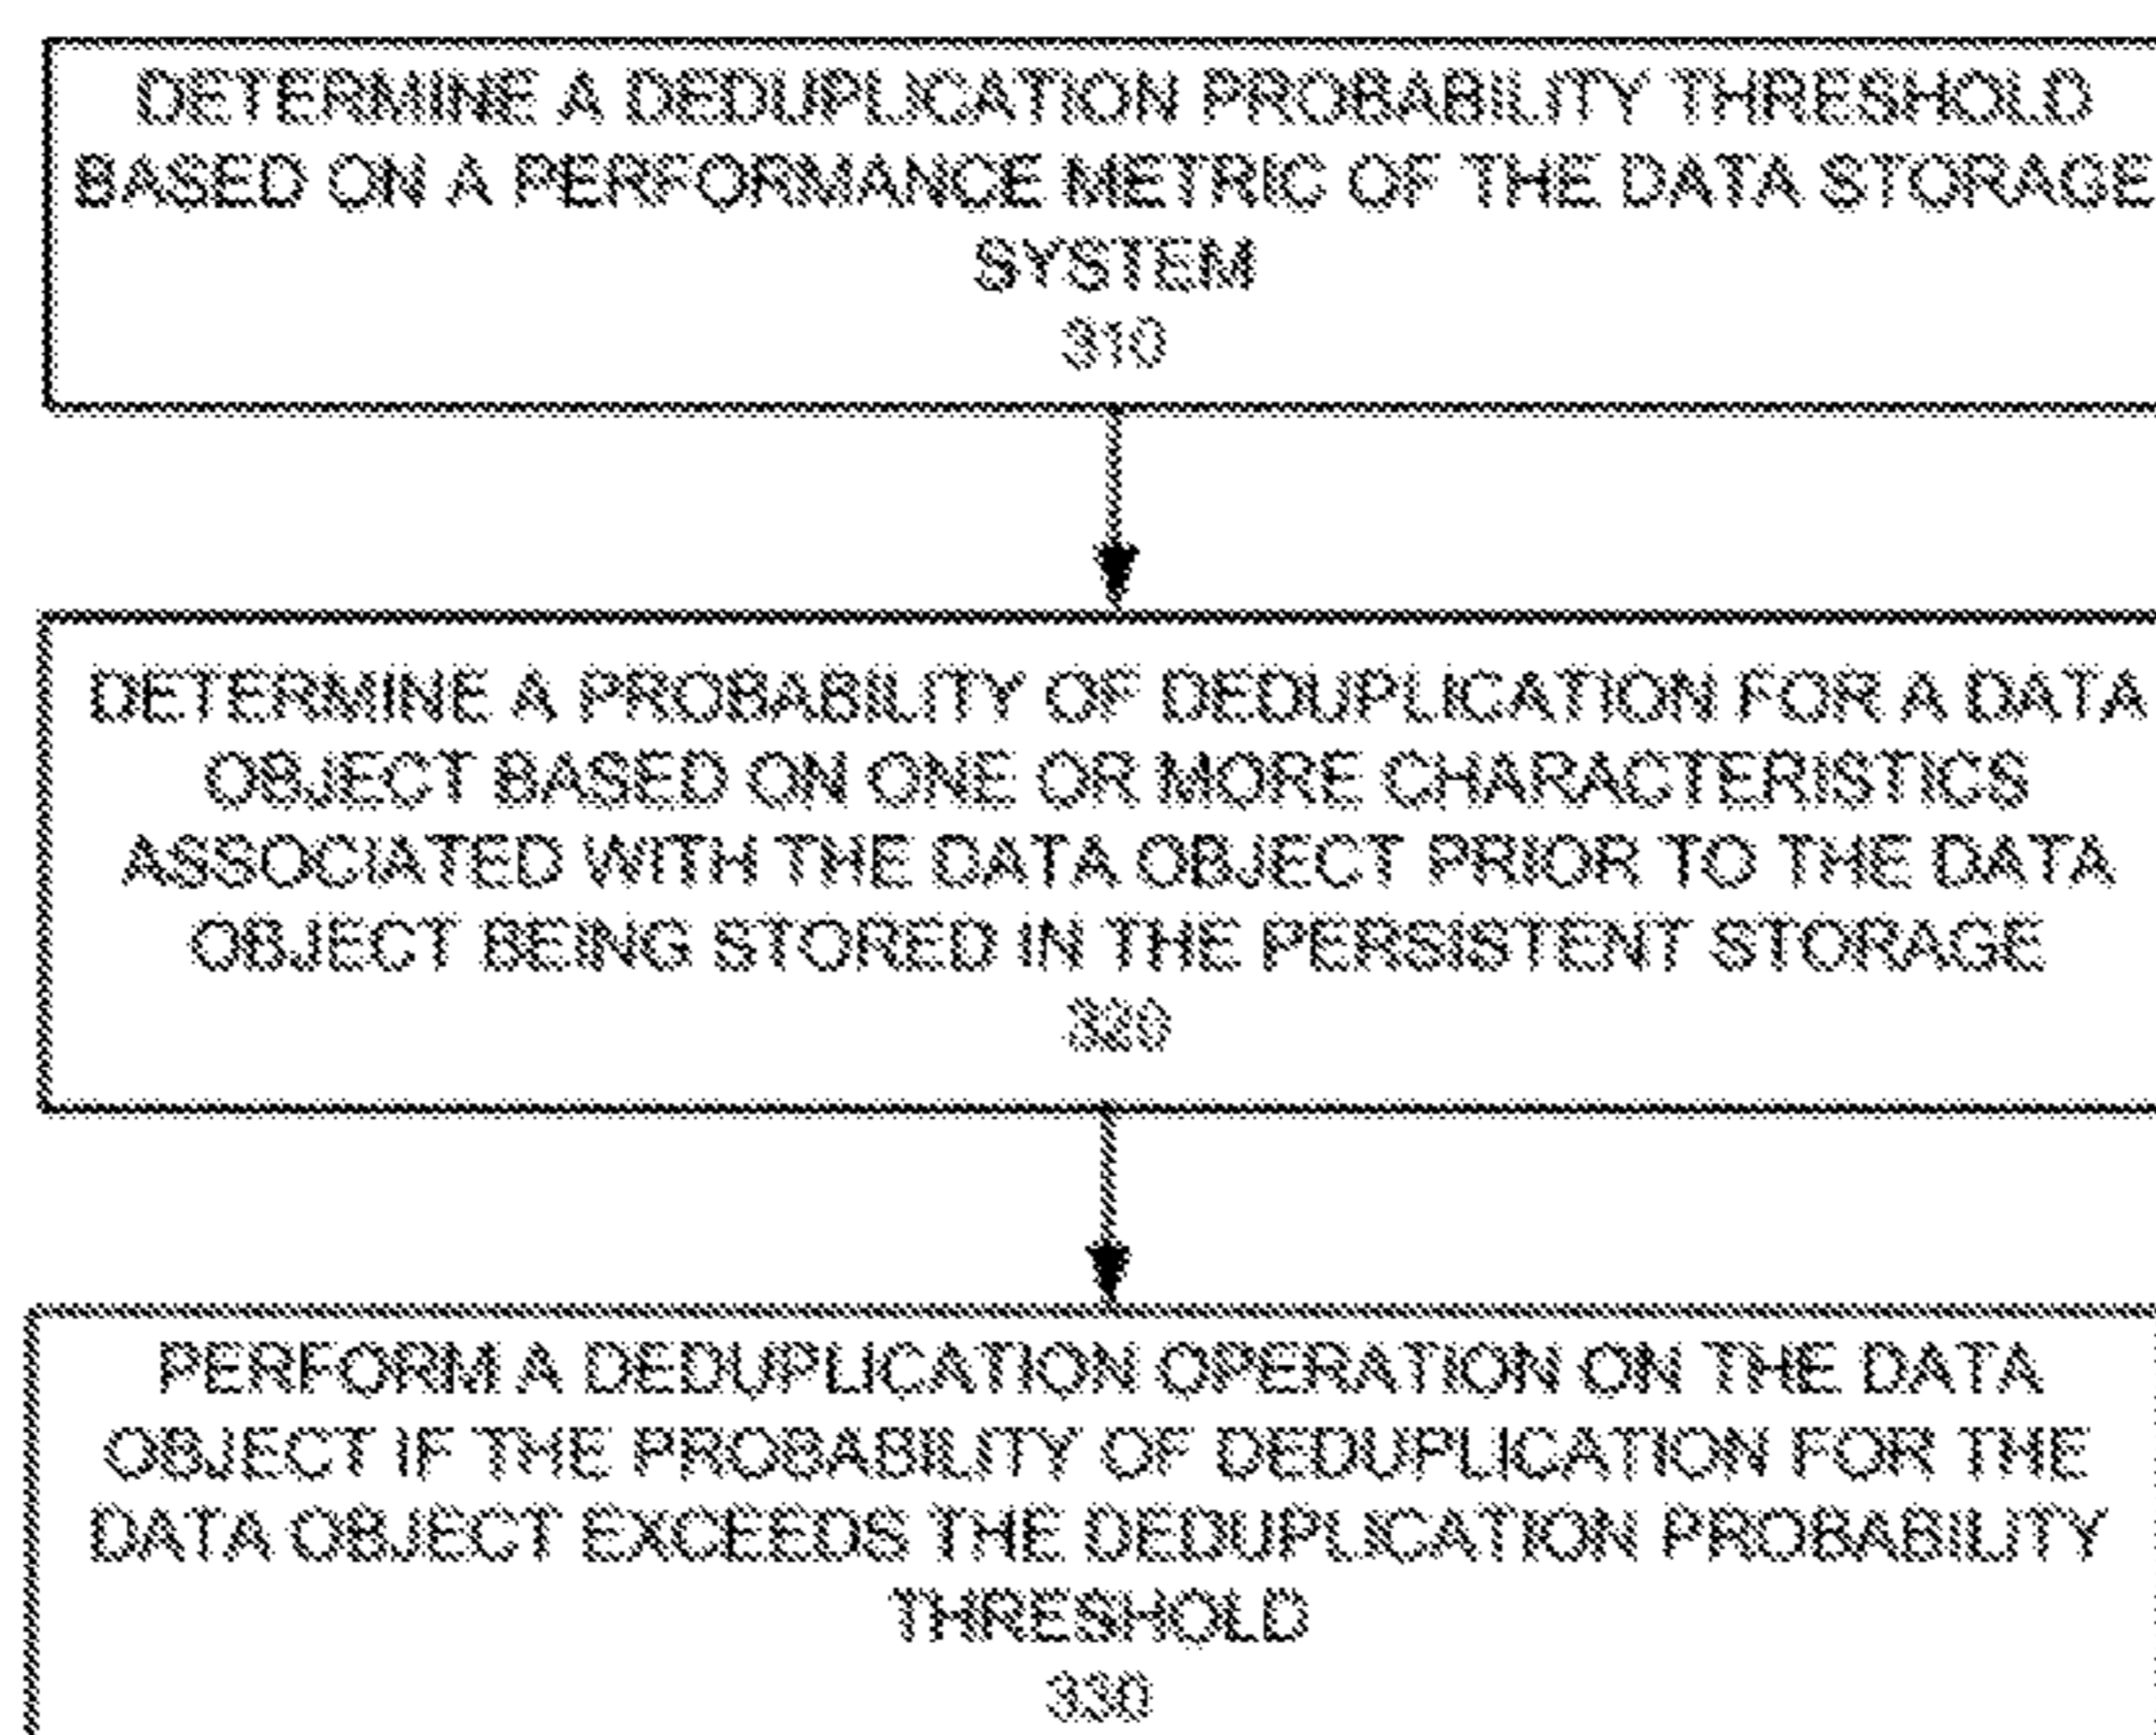 DETERMINE A DEDUPLICATION PROBABILITY THRESHOLD
BASED ON A PERFORMANCE METRIC OF THE DATA STORAGE
SYSTEM
310
DETERMINE A PROBABILITY OF DEDUPLICATION FOR A DATA
OBJECT BASED ON ONE OR MORE CHARACTERISTICS
ASSOCIATED WITH THE DATA OBJECT PRIOR TO THE DATA
OBJECT BEING STORED IN THE PERSISTENT STORAGE
320
PERFORM A DEDUPLICATION OPERATION ON THE DATA
OBJECT IF THE PROBABILITY OF DEDUPLICATION FOR THE
DATA OBJECT EXCEEDS THE DEDUPLICATION PROBABILITY
THRESHOLD
330